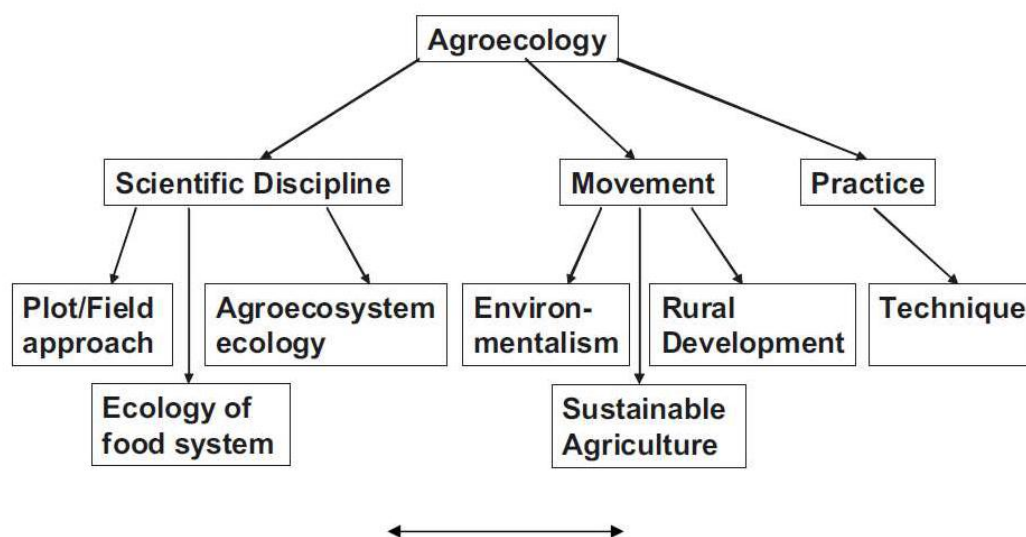 Agroecology
Scientific Discipline
Movement
Practice
Plot/Field
approach
Agroecosystem
ecology
Environ-
mentalism
Rural
Development
Technique
Ecology of
food system
Sustainable
Agriculture